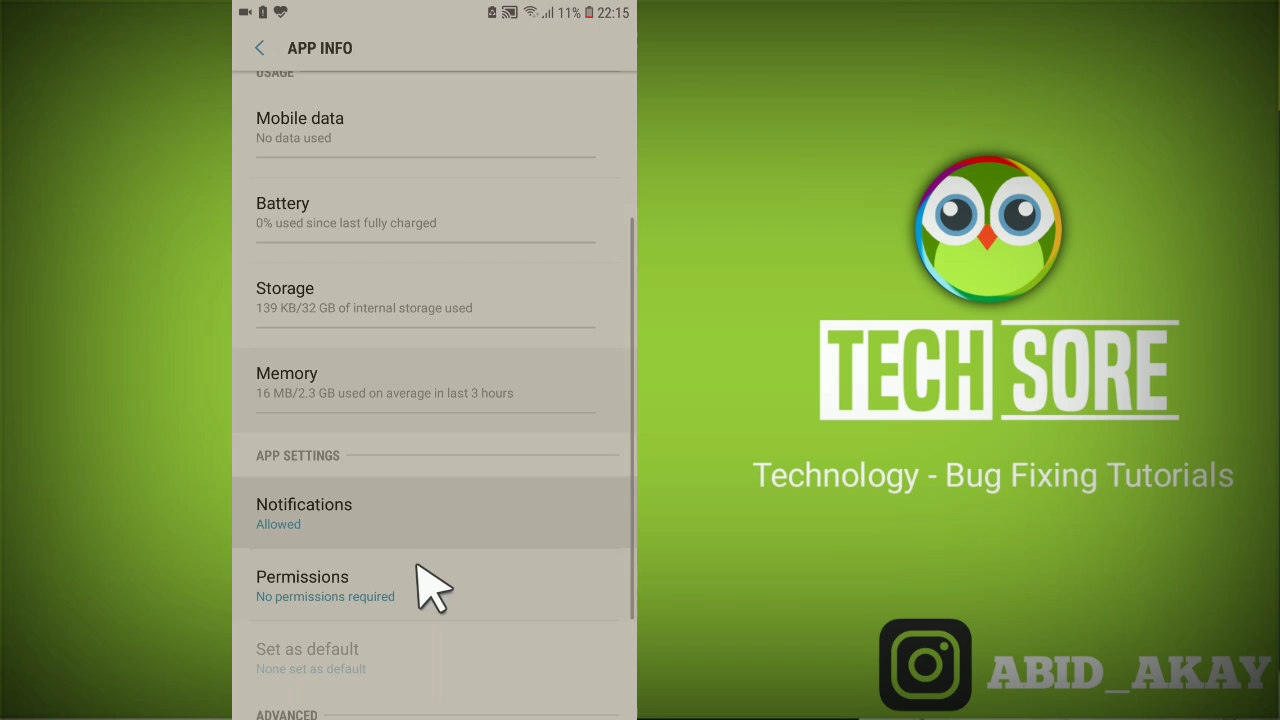 11% 22:15
APP INFO
USAGE
Mobile data
No data used
Battery
0% used since last fully charged
Storage
139 KB/32 GB of internal storage used
Memory
16 MB/2.3 GB used on average in last 3 hours
APP SETTINGS
Notifications
Allowed
Permissions
No permissions required
Set as default
None set as default
ADVANCED
TECH SORE
Technology - Bug Fixing Tutorials
ABID_AKAY